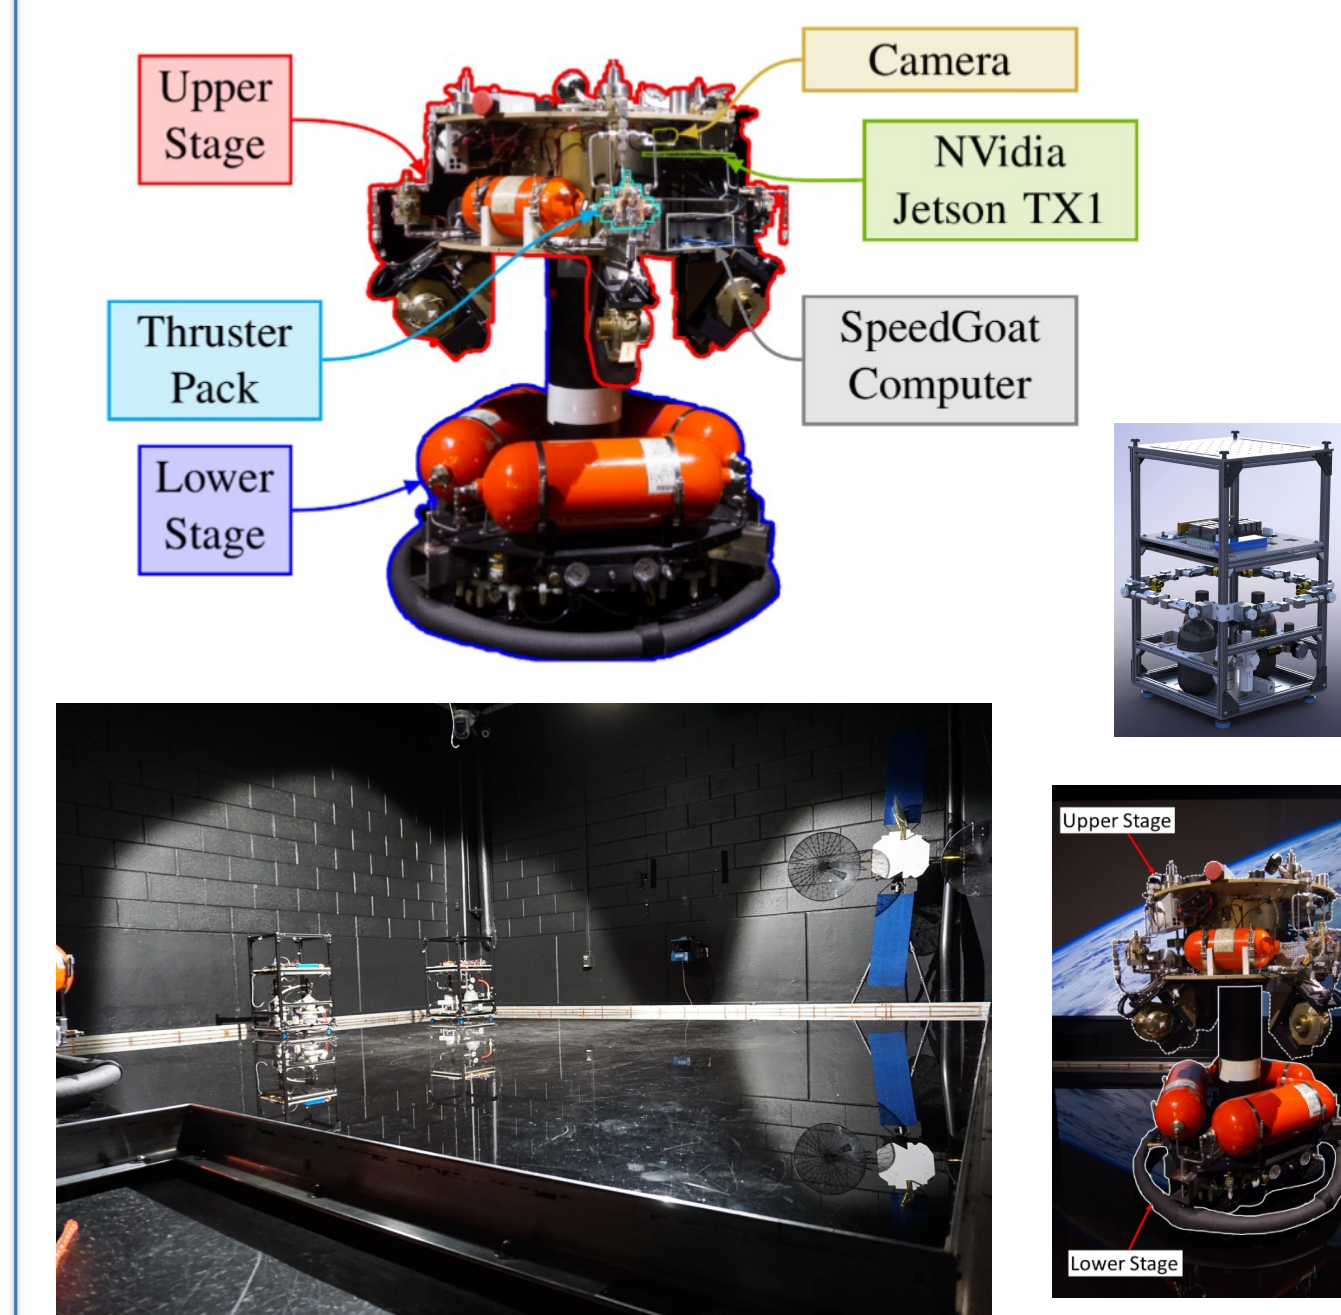 Upper
Stage
Camera
NVidia
Jetson TX1
Thruster
Pack
SpeedGoat
Computer
Lower
Stage
Upper Stage
Lower Stage